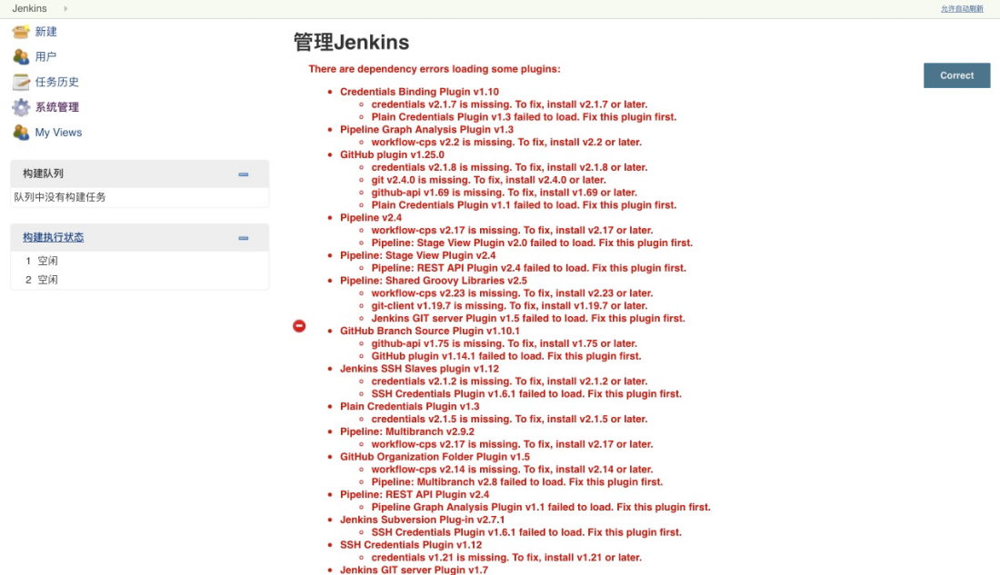 Jenkins
允许自动刷新
新建
用户
任务历史
系统管理
My Views
构建队列
队列中没有构建任务
构建执行状态
1 空闲
2 空闲
管理Jenkins
There are dependency errors loading some plugins:
Correct
Credentials Binding Plugin v1.10
credentials v2.1.7 is missing. To fix, install v2.1.7 or later.
Plain Credentials Plugin v1.3 failed to load. Fix this plugin first.
Pipeline Graph Analysis Plugin v1.3
workflow-cps v2.2 is missing. To fix, install v2.2 or later.
GitHub plugin v1.25.0
credentials v2.1.8 is missing. To fix, install v2.1.8 or later.
git v2.4.0 is missing. To fix, install v2.4.0 or later.
github-api v1.69 is missing. To fix, install v1.69 or later.
Plain Credentials Plugin v1.1 failed to load. Fix this plugin first.
Pipeline v2.4
workflow-cps v2.17 is missing. To fix, install v2.17 or later.
Pipeline: Stage View Plugin v2.0 failed to load. Fix this plugin first.
Pipeline: Stage View Plugin v2.4
Pipeline: REST API Plugin v2.4 failed to load. Fix this plugin first.
Pipeline: Shared Groovy Libraries v2.5
workflow-cps v2.23 is missing. To fix, install v2.23 or later.
git-client v1.19.7 is missing. To fix, install v1.19.7 or later.
Jenkins GIT server Plugin v1.5 failed to load. Fix this plugin first.
GitHub Branch Source Plugin v1.10.1
github-api v1.75 is missing. To fix, install v1.75 or later.
GitHub plugin v1.14.1 failed to load. Fix this plugin first.
Jenkins SSH Slaves plugin v1.12
credentials v2.1.2 is missing. To fix, install v2.1.2 or later.
SSH Credentials Plugin v1.6.1 failed to load. Fix this plugin first.
Plain Credentials Plugin v1.3
credentials v2.1.5 is missing. To fix, install v2.1.5 or later.
Pipeline: Multibranch v2.9.2
workflow-cps v2.17 is missing. To fix, install v2.17 or later.
GitHub Organization Folder Plugin v1.5
workflow-cps v2.14 is missing. To fix, install v2.14 or later.
Pipeline: Multibranch v2.8 failed to load. Fix this plugin first.
Pipeline: REST API Plugin v2.4
Pipeline Graph Analysis Plugin v1.1 failed to load. Fix this plugin first.
Jenkins Subversion Plug-in v2.7.1
SSH Credentials Plugin v1.6.1 failed to load. Fix this plugin first.
SSH Credentials Plugin v1.12
credentials v1.21 is missing. To fix, install v1.21 or later.
Jenkins GIT server Plugin v1.7